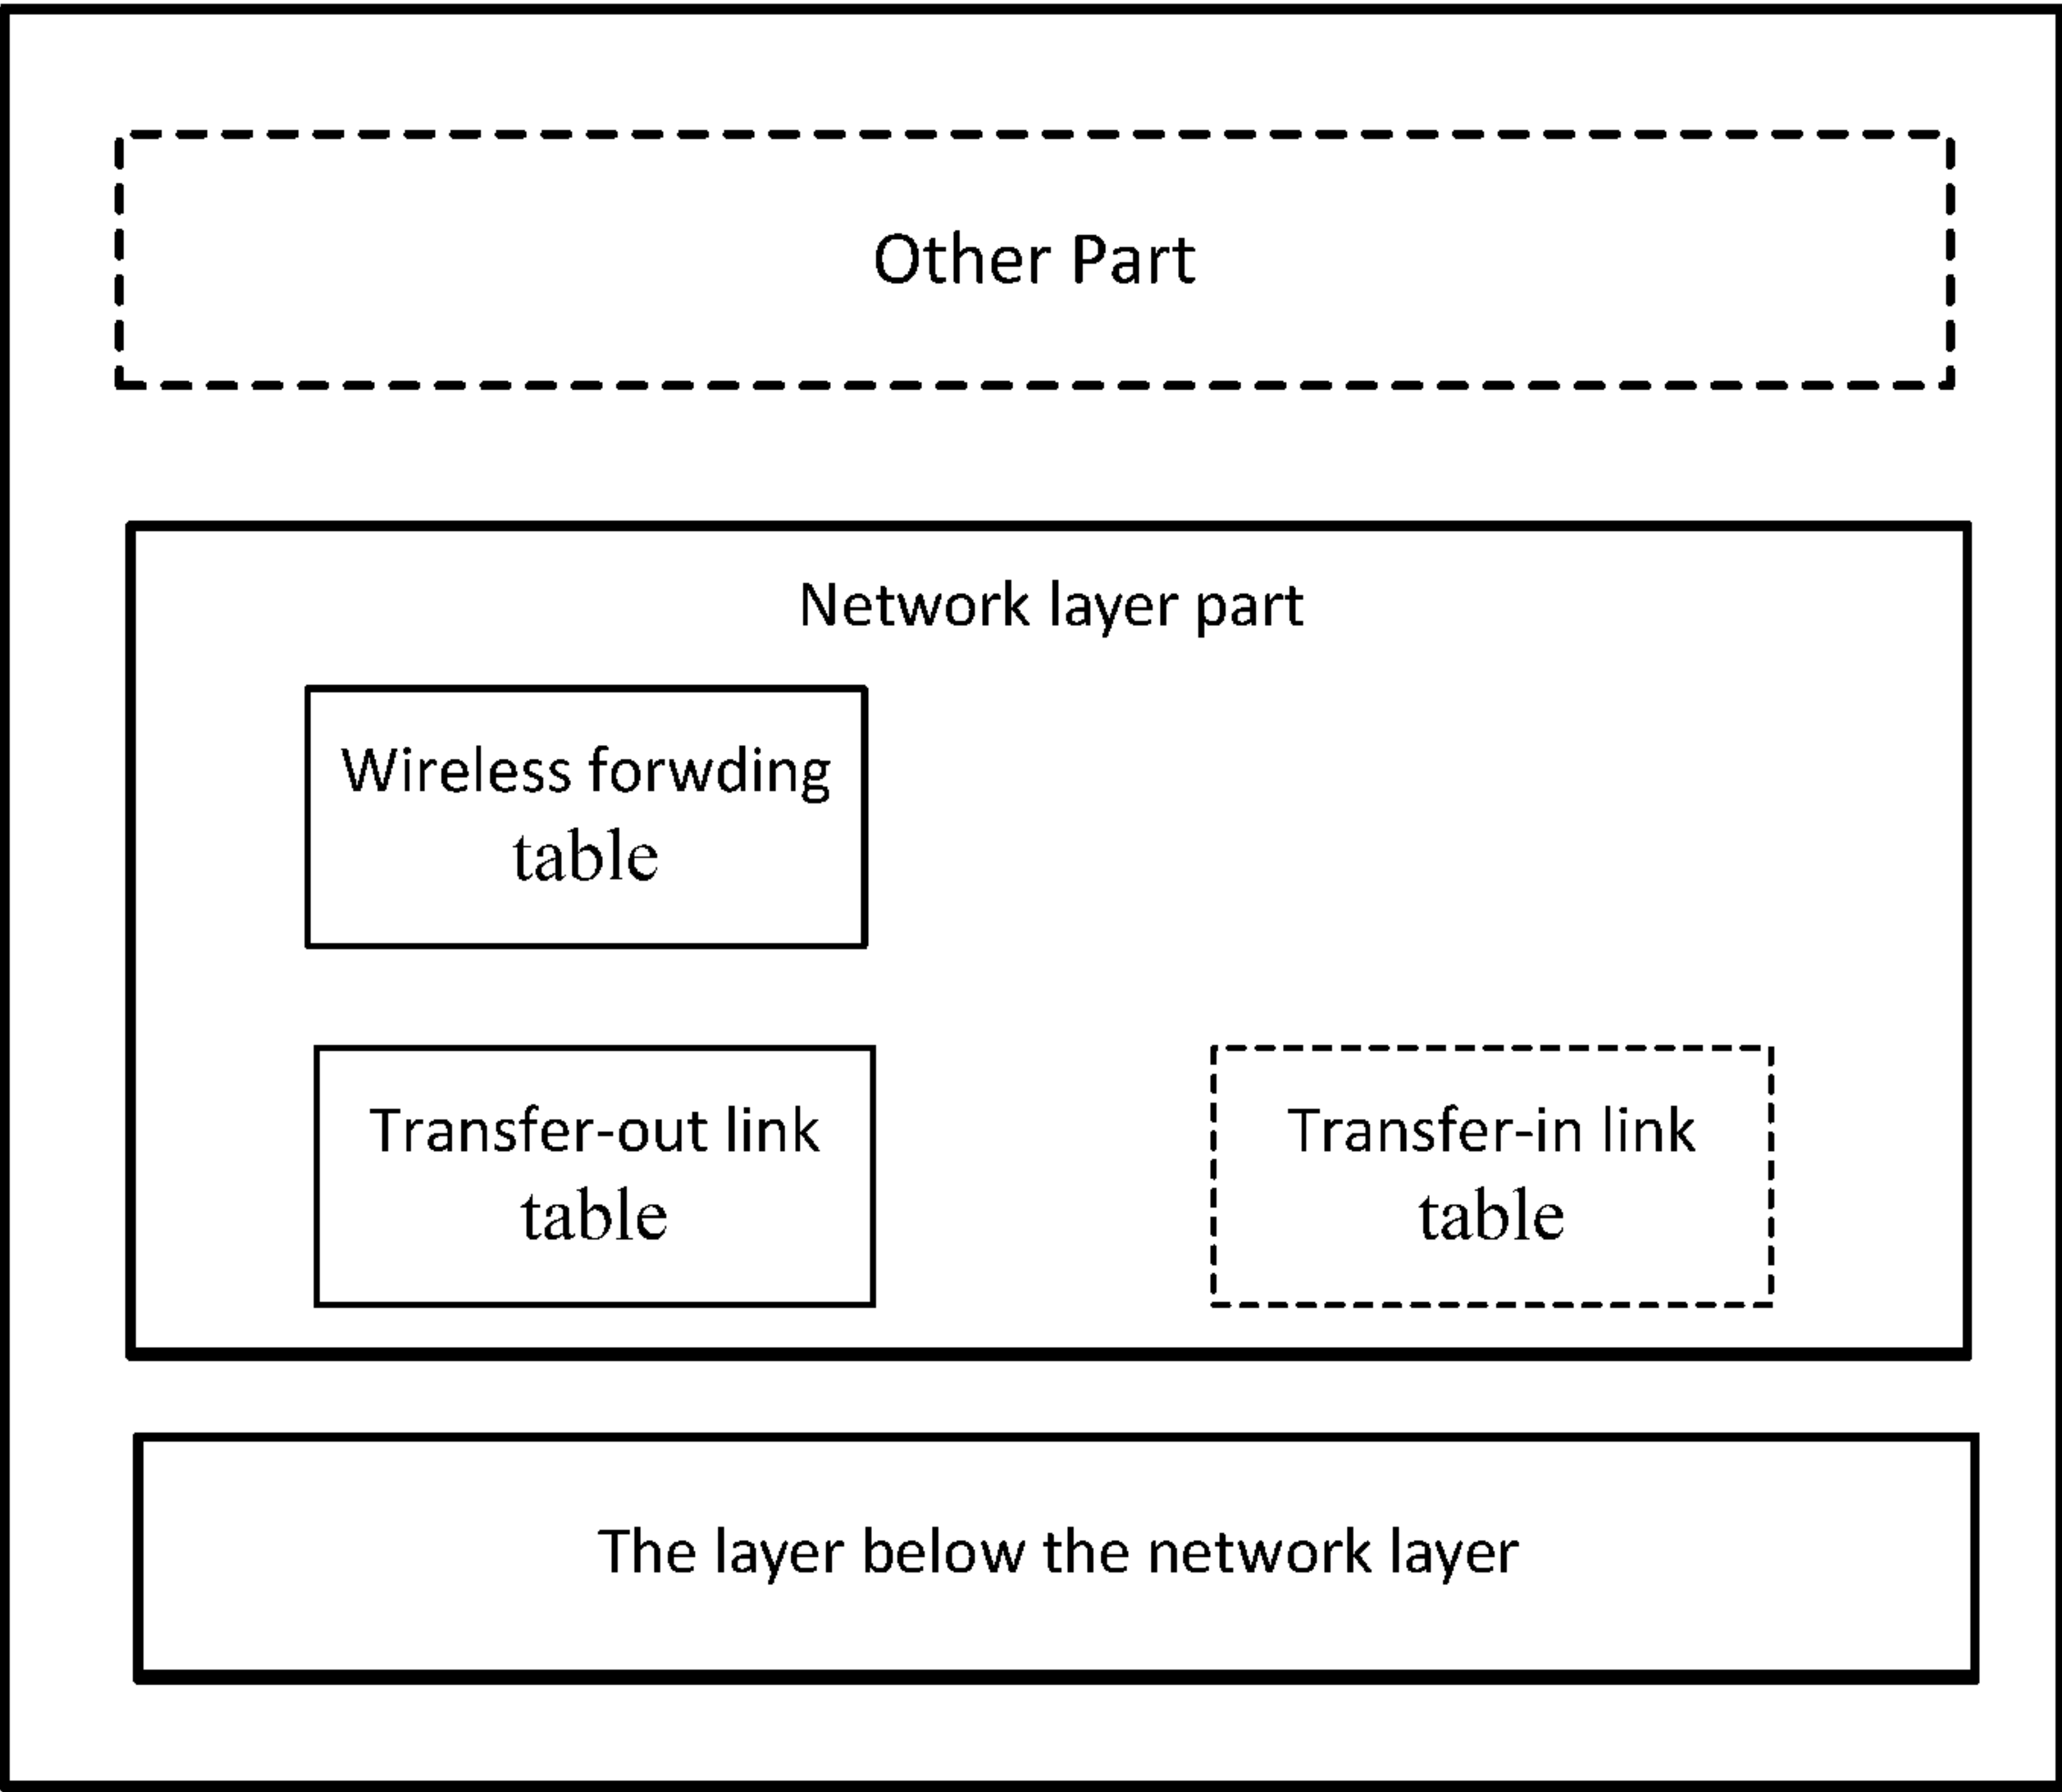 Other Part
Network layer part
Wireless forwding
table
Transfer-out link
table
Transfer-in link
table
The layer below the network layer